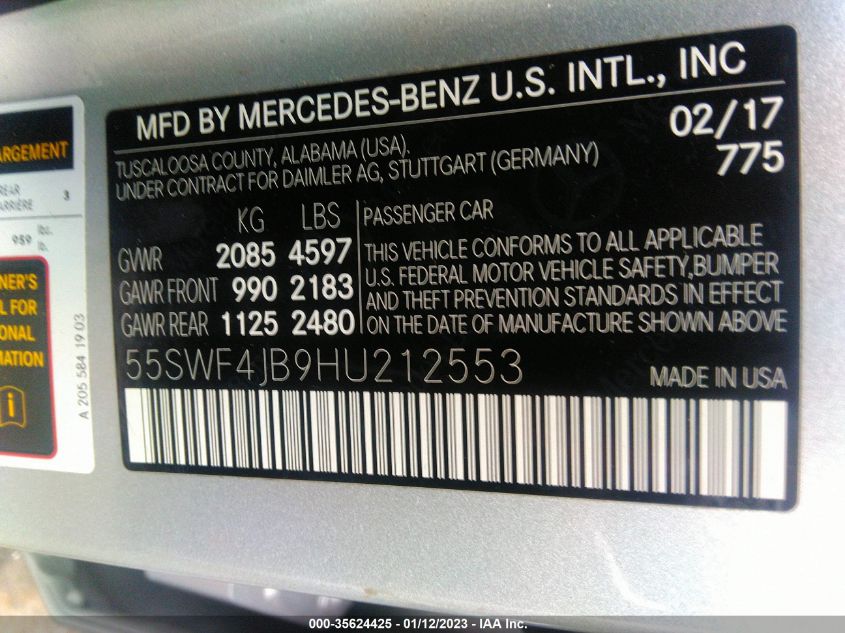 ARGEMENT
REAR 3
ARRIÈRE
959 lbs.
lb.
NER'S
L FOR
IONAL
MATION
A 205 584 19 03
MFD BY MERCEDES-BENZ U.S. INTL., INC
TUSCALOOSA COUNTY, ALABAMA (USA). 02/17
UNDER CONTRACT FOR DAIMLER AG, STUTTGART (GERMANY) 775
KG LBS
GVWR 2085 4597
GAWR FRONT 990 2183
GAWR REAR 1125 2480
PASSENGER CAR
THIS VEHICLE CONFORMS TO ALL APPLICABLE
U.S. FEDERAL MOTOR VEHICLE SAFETY,BUMPER
AND THEFT PREVENTION STANDARDS IN EFFECT
ON THE DATE OF MANUFACTURE SHOWN ABOVE
55SWF4JB9HU212553
MADE IN USA
000-35624425 - 01/12/2023 - IAA Inc.